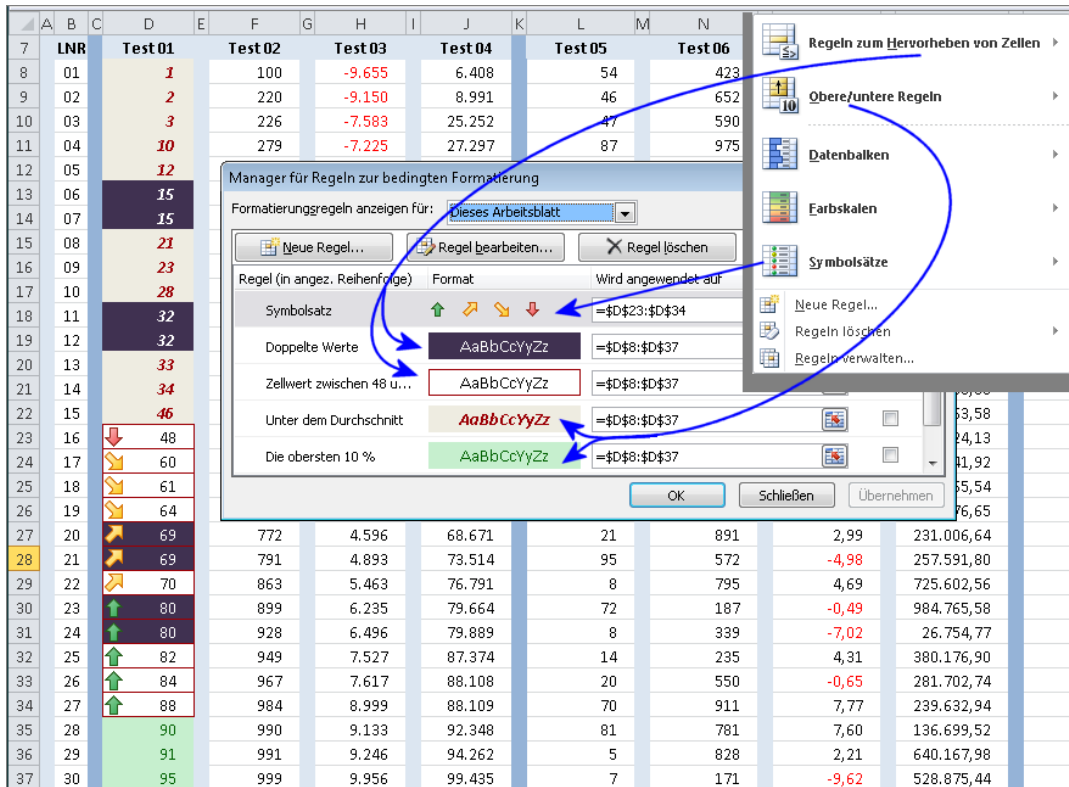 A B C D E F G H I J K L M N
7 LNR Test 01 Test 02 Test 03 Test 04 Test 05 Test 06
8 01 1 100 -9.655 6.408 54 423
9 02 2 220 -9.150 8.991 46 652
10 03 3 226 -7.583 25.252 47 590
11 04 10 279 -7.225 27.297 87 975
12 05 12
13 06 15
14 07 15
15 08 21
16 09 23
17 10 28
18 11 32
19 12 32
20 13 33
21 14 34
22 15 46 53,58
23 16 48 24,13
24 17 60 41,92
25 18 61 55,54
26 19 64 76,65
27 20 69 772 4.596 68.671 21 891 2,99 231.006,64
28 21 69 791 4.893 73.514 95 572 -4,98 257.591,80
29 22 70 863 5.463 76.791 8 795 4,69 725.602,56
30 23 80 899 6.235 79.664 72 187 -0,49 984.765,58
31 24 80 928 6.496 79.889 8 339 -7,02 26.754,77
32 25 82 949 7.527 87.374 14 235 4,31 380.176,90
33 26 84 967 7.617 88.108 20 550 -0,65 281.702,74
34 27 88 984 8.999 88.109 70 911 7,77 239.632,94
35 28 90 990 9.133 92.348 81 781 7,60 136.699,52
36 29 91 991 9.246 94.262 5 828 2,21 640.167,98
37 30 95 999 9.956 99.435 7 171 -9,62 528.875,44
Manager für Regeln zur bedingten Formatierung
Formatierungsregeln anzeigen für: Dieses Arbeitsblatt
Neue Regel... Regel bearbeiten... Regel löschen
Regel (in angez. Reihenfolge) Format Wird angewendet auf
Symbolsatz =$D$23:$D$34
Doppelte Werte AaBbCcYyZz =$D$8:$D$37
Zellwert zwischen 48 u... AaBbCcYyZz =$D$8:$D$37
Unter dem Durchschnitt AaBbCcYyZz =$D$8:$D$37
Die obersten 10 % AaBbCcYyZz =$D$8:$D$37
OK Schließen Übernehmen
Regeln zum Hervorheben von Zellen
10 Obere/untere Regeln
Datenbalken
Farbskalen
Symbolsätze
Neue Regel...
Regeln löschen
Regeln verwalten...